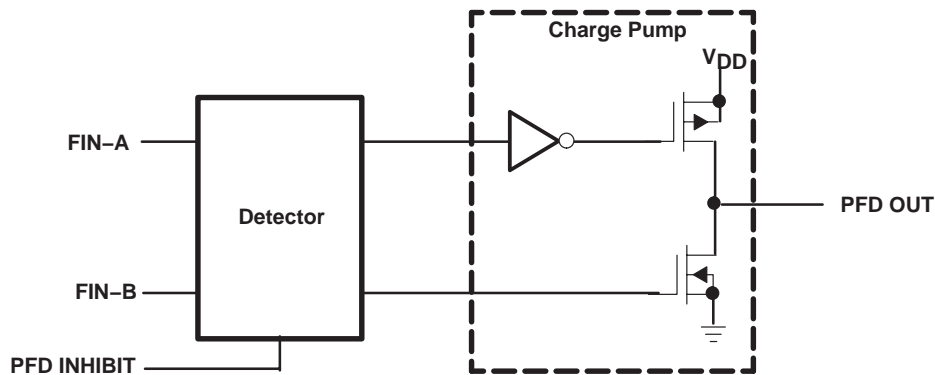 Charge Pump
VDD
FIN–A
Detector
PFD OUT
FIN–B
PFD INHIBIT